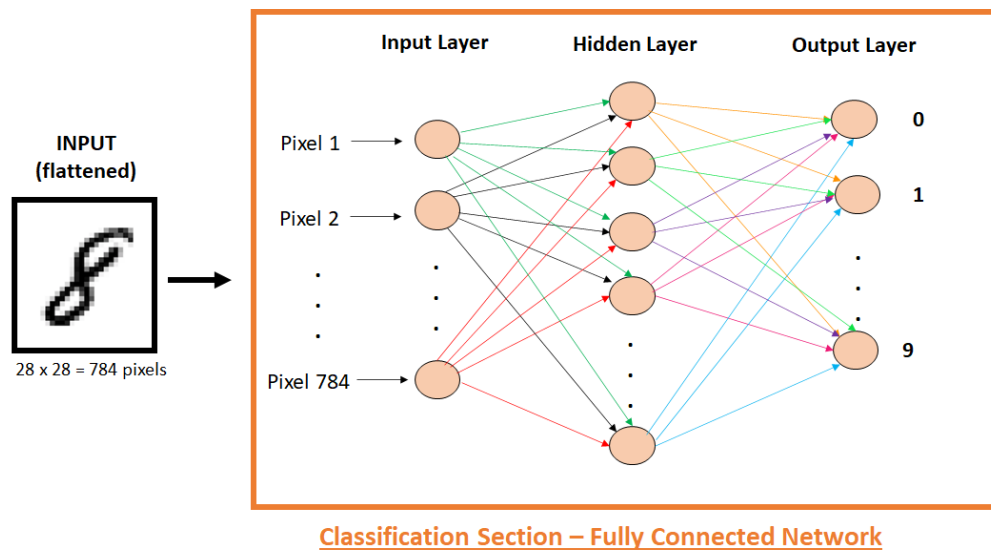 Input Layer
Hidden Layer
Output Layer
INPUT
(flattened)
28 x 28 = 784 pixels
Pixel 1
Pixel 2
Pixel 784
0
1
9
Classification Section – Fully Connected Network